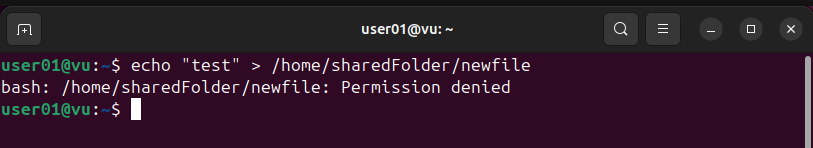 user01@vu: ~
user01@vu:~$ echo "test" > /home/sharedFolder/newfile
bash: /home/sharedFolder/newfile: Permission denied
user01@vu:~$